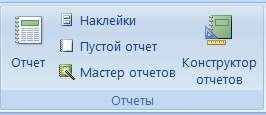 Наклейки
Пустой отчет
Мастер отчетов
Отчет
Конструктор
отчетов
Отчеты